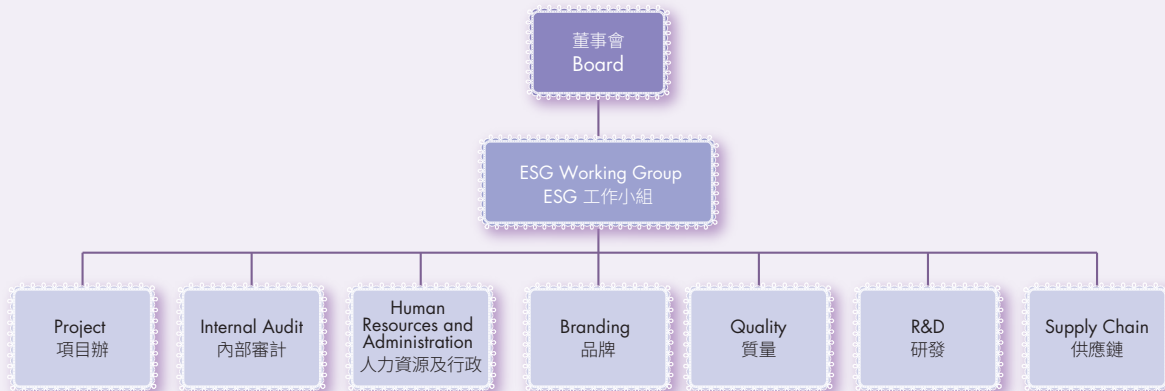 董事會
Board
ESG Working Group
ESG 工作小組
Project
項目辦
Internal Audit
內部審計
Human
Resources and
Administration
人力資源及行政
Branding
品牌
Quality
質量
R&D
研發
Supply Chain
供應鏈